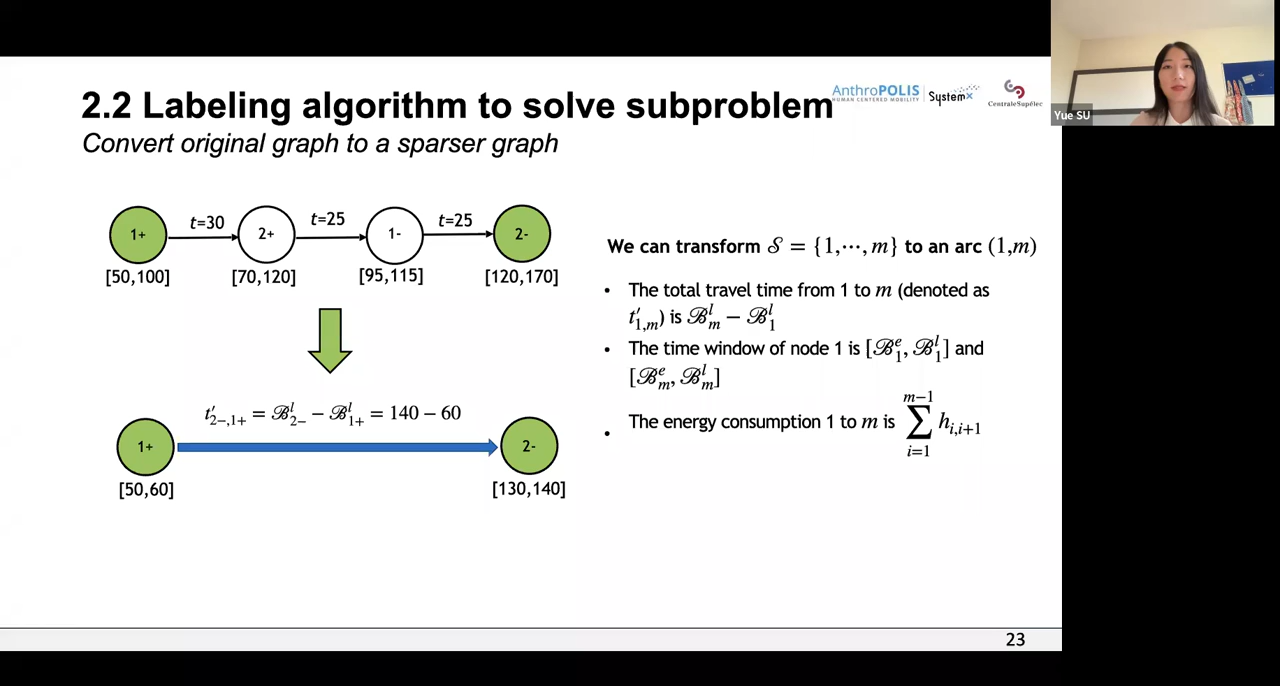 2.2 Labeling algorithm to solve subproblem
AnthroPOLIS
HUMAN CENTERED MOBILITY
SystemX
CentraleSupélec
Yue SU
Convert original graph to a sparser graph
1+ t=30 2+ t=25 1- t=25 2-
[50,100] [70,120] [95,115] [120,170]
t′₂₋,₁₊ = ℬˡ₂₋ − ℬˡ₁₊ = 140 − 60
1+ 2-
[50,60] [130,140]
We can transform 𝒮 = {1,⋯, m} to an arc (1,m)
• The total travel time from 1 to m (denoted as
t′₁,ₘ) is ℬˡₘ − ℬˡ₁
• The time window of node 1 is [ℬᵉ₁, ℬˡ₁] and
[ℬᵉₘ, ℬˡₘ]
• The energy consumption 1 to m is ∑_{i=1}^{m−1} h_{i,i+1}
23